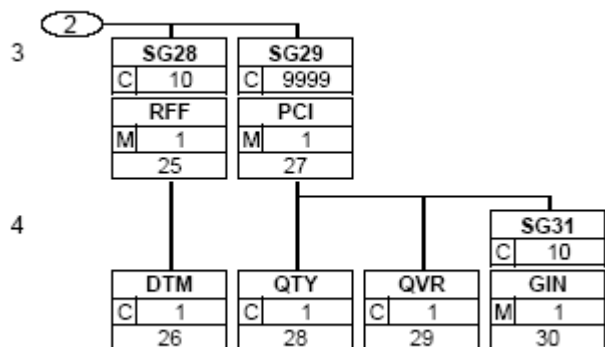 2
3
SG28 SG29
C 10 C 9999
RFF PCI
M 1 M 1
25 27
4
SG31
C 10
DTM QTY QVR GIN
C 1 C 1 C 1 M 1
26 28 29 30